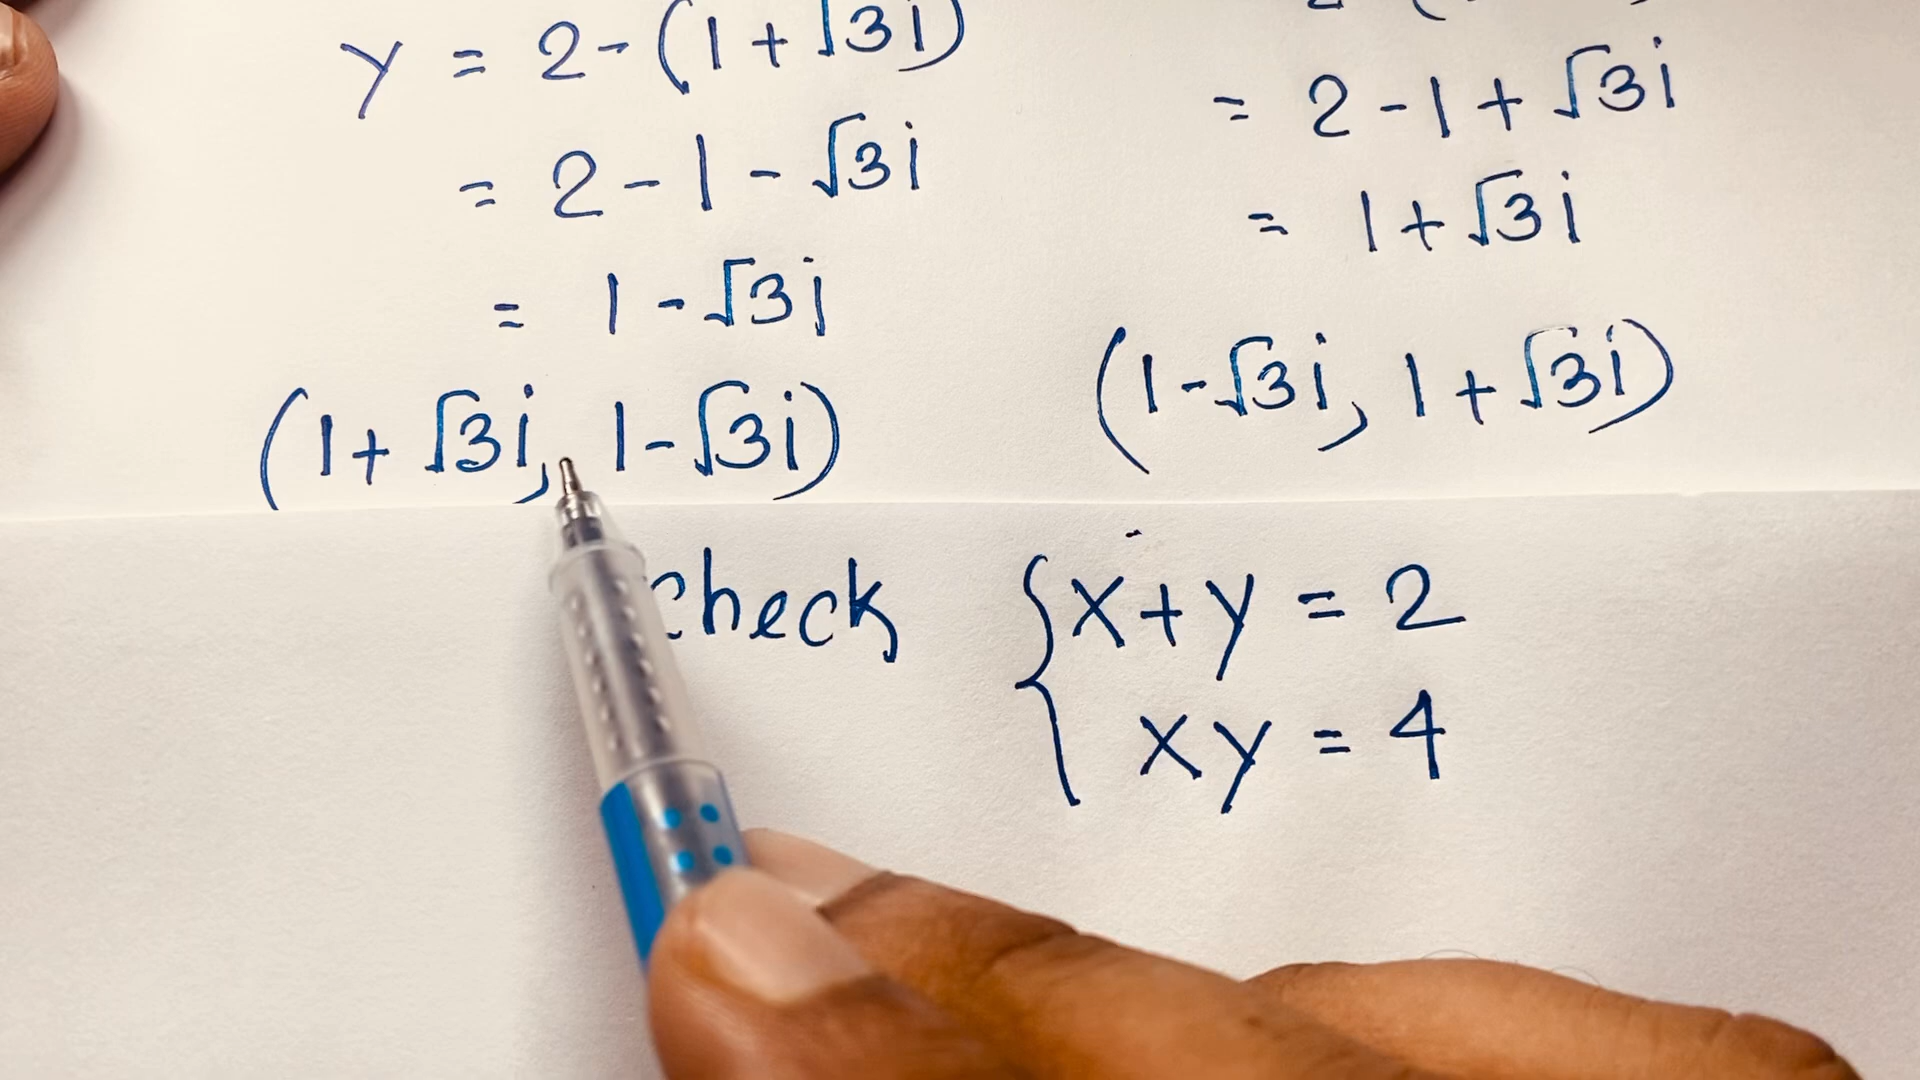 y = 2-(1+√3i)
= 2-1-√3i
= 1-√3i
(1+√3i, 1-√3i)
= 2-1+√3i
= 1+√3i
(1-√3i, 1+√3i)
check
{x+y = 2
xy = 4